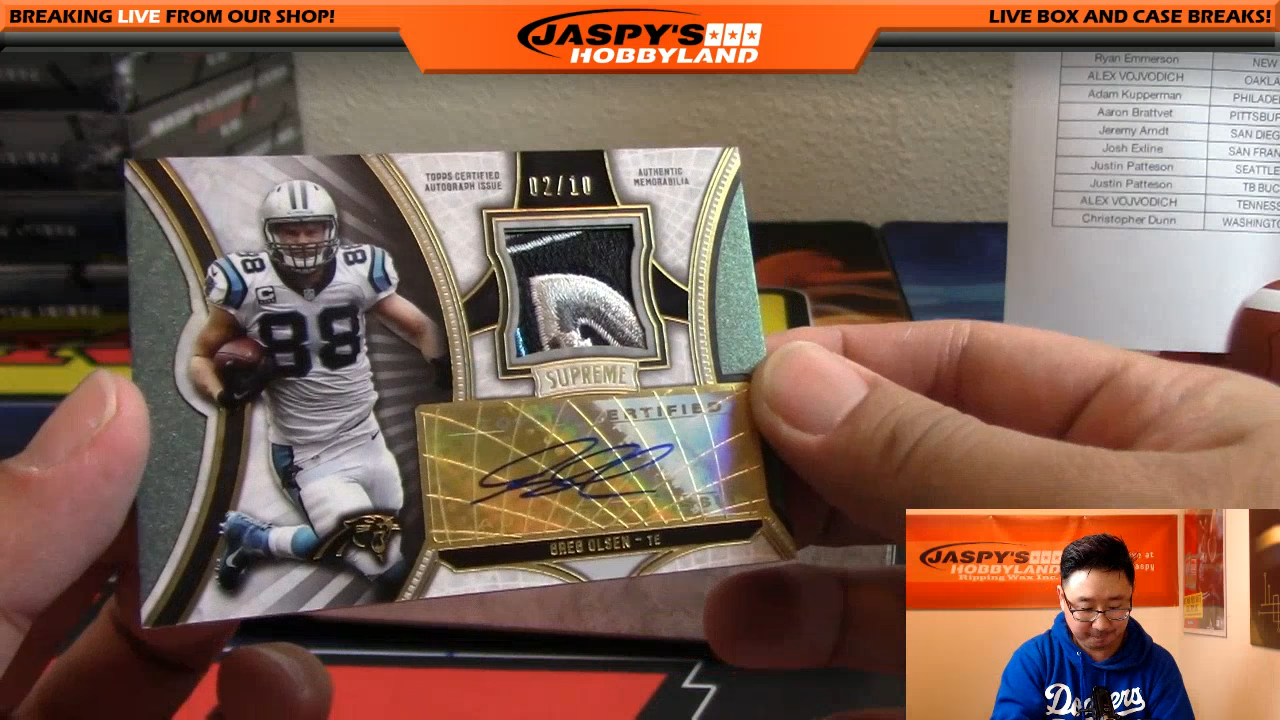 BREAKING LIVE FROM OUR SHOP!
JASPY'S
HOBBYLAND
LIVE BOX AND CASE BREAKS!
Ryan Emmerson NEW
ALEX VOJVODICH OAKLA
Adam Kupperman PHILADE
Aaron Brattvet PITTSBUR
Jeremy Arndt SAN DIEG
Josh Exline SAN FRAN
Justin Patteson SEATTLE
Justin Patteson TB BUC
ALEX VOJVODICH TENNESS
Christopher Dunn WASHINGTO
TOPPS CERTIFIED
AUTOGRAPH ISSUE
02/10
AUTHENTIC
MEMORABILIA
88
88
88
SUPREME
ERTIFIED
GREG OLSEN - TE
JASPY'S
HOBBYLAND
Ripping Wax Inc.
at
Dodgers